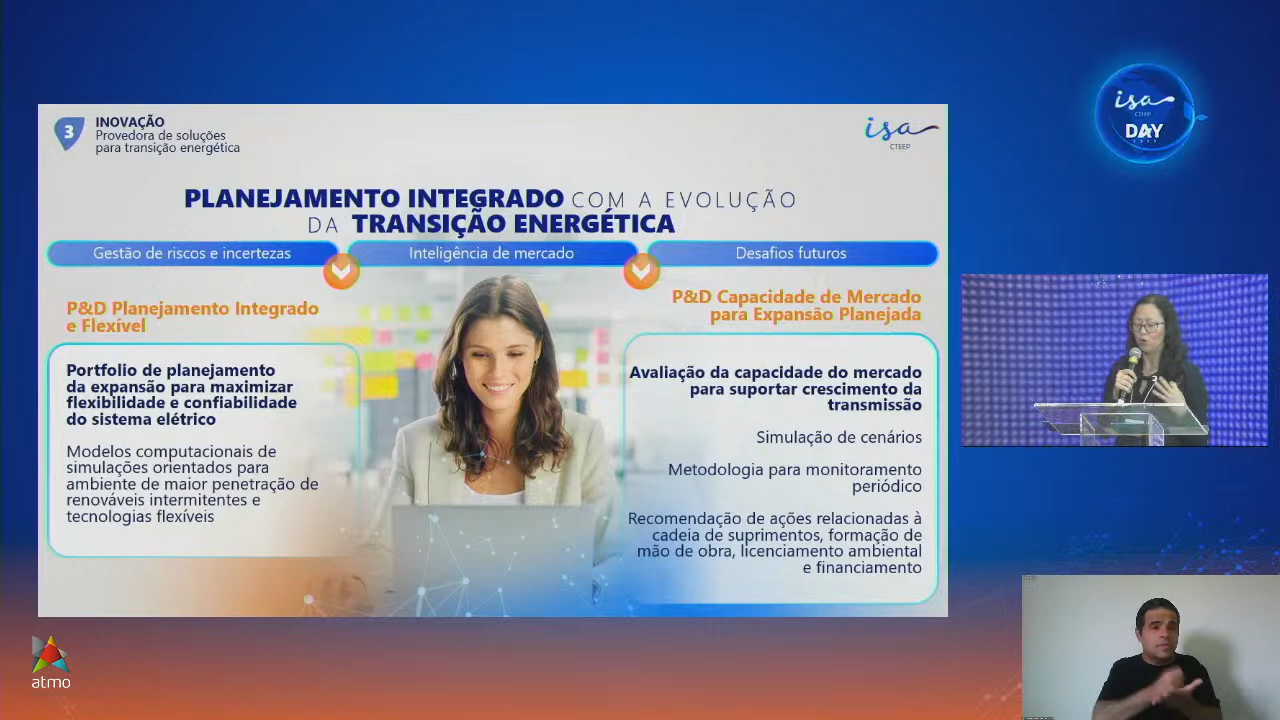 3
INOVAÇÃO
Provedora de soluções
para transição energética
isa
CTEEP
PLANEJAMENTO INTEGRADO COM A EVOLUÇÃO
DA TRANSIÇÃO ENERGÉTICA
Gestão de riscos e incertezas
Inteligência de mercado
Desafios futuros
P&D Planejamento Integrado
e Flexível
Portfolio de planejamento
da expansão para maximizar
flexibilidade e confiabilidade
do sistema elétrico
Modelos computacionais de
simulações orientados para
ambiente de maior penetração de
renováveis intermitentes e
tecnologias flexíveis
P&D Capacidade de Mercado
para Expansão Planejada
Avaliação da capacidade do mercado
para suportar crescimento da
transmissão
Simulação de cenários
Metodologia para monitoramento
periódico
Recomendação de ações relacionadas à
cadeia de suprimentos, formação de
mão de obra, licenciamento ambiental
e financiamento
isa
CTEEP
DAY
atmo